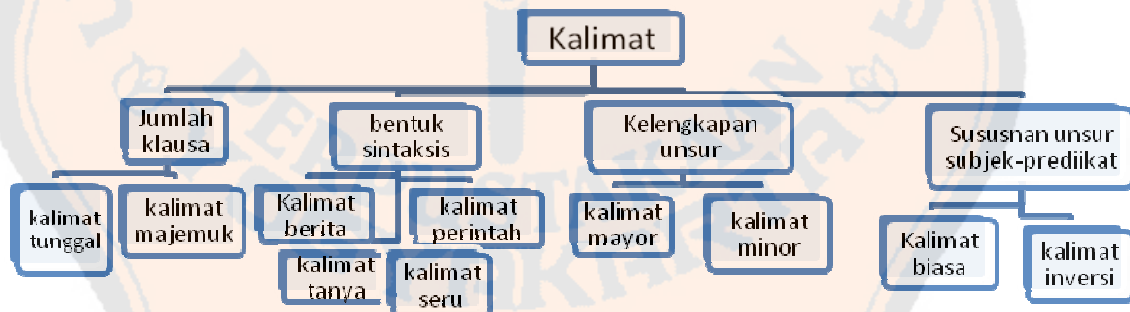 Kalimat
Jumlah
klausa
bentuk
sintaksis
Kelengkapan
unsur
Sususnan unsur
subjek-prediikat
kalimat
tunggal
kalimat
majemuk
Kalimat
berita
kalimat
perintah
kalimat
tanya
kalimat
seru
kalimat
mayor
kalimat
minor
Kalimat
biasa
kalimat
inversi